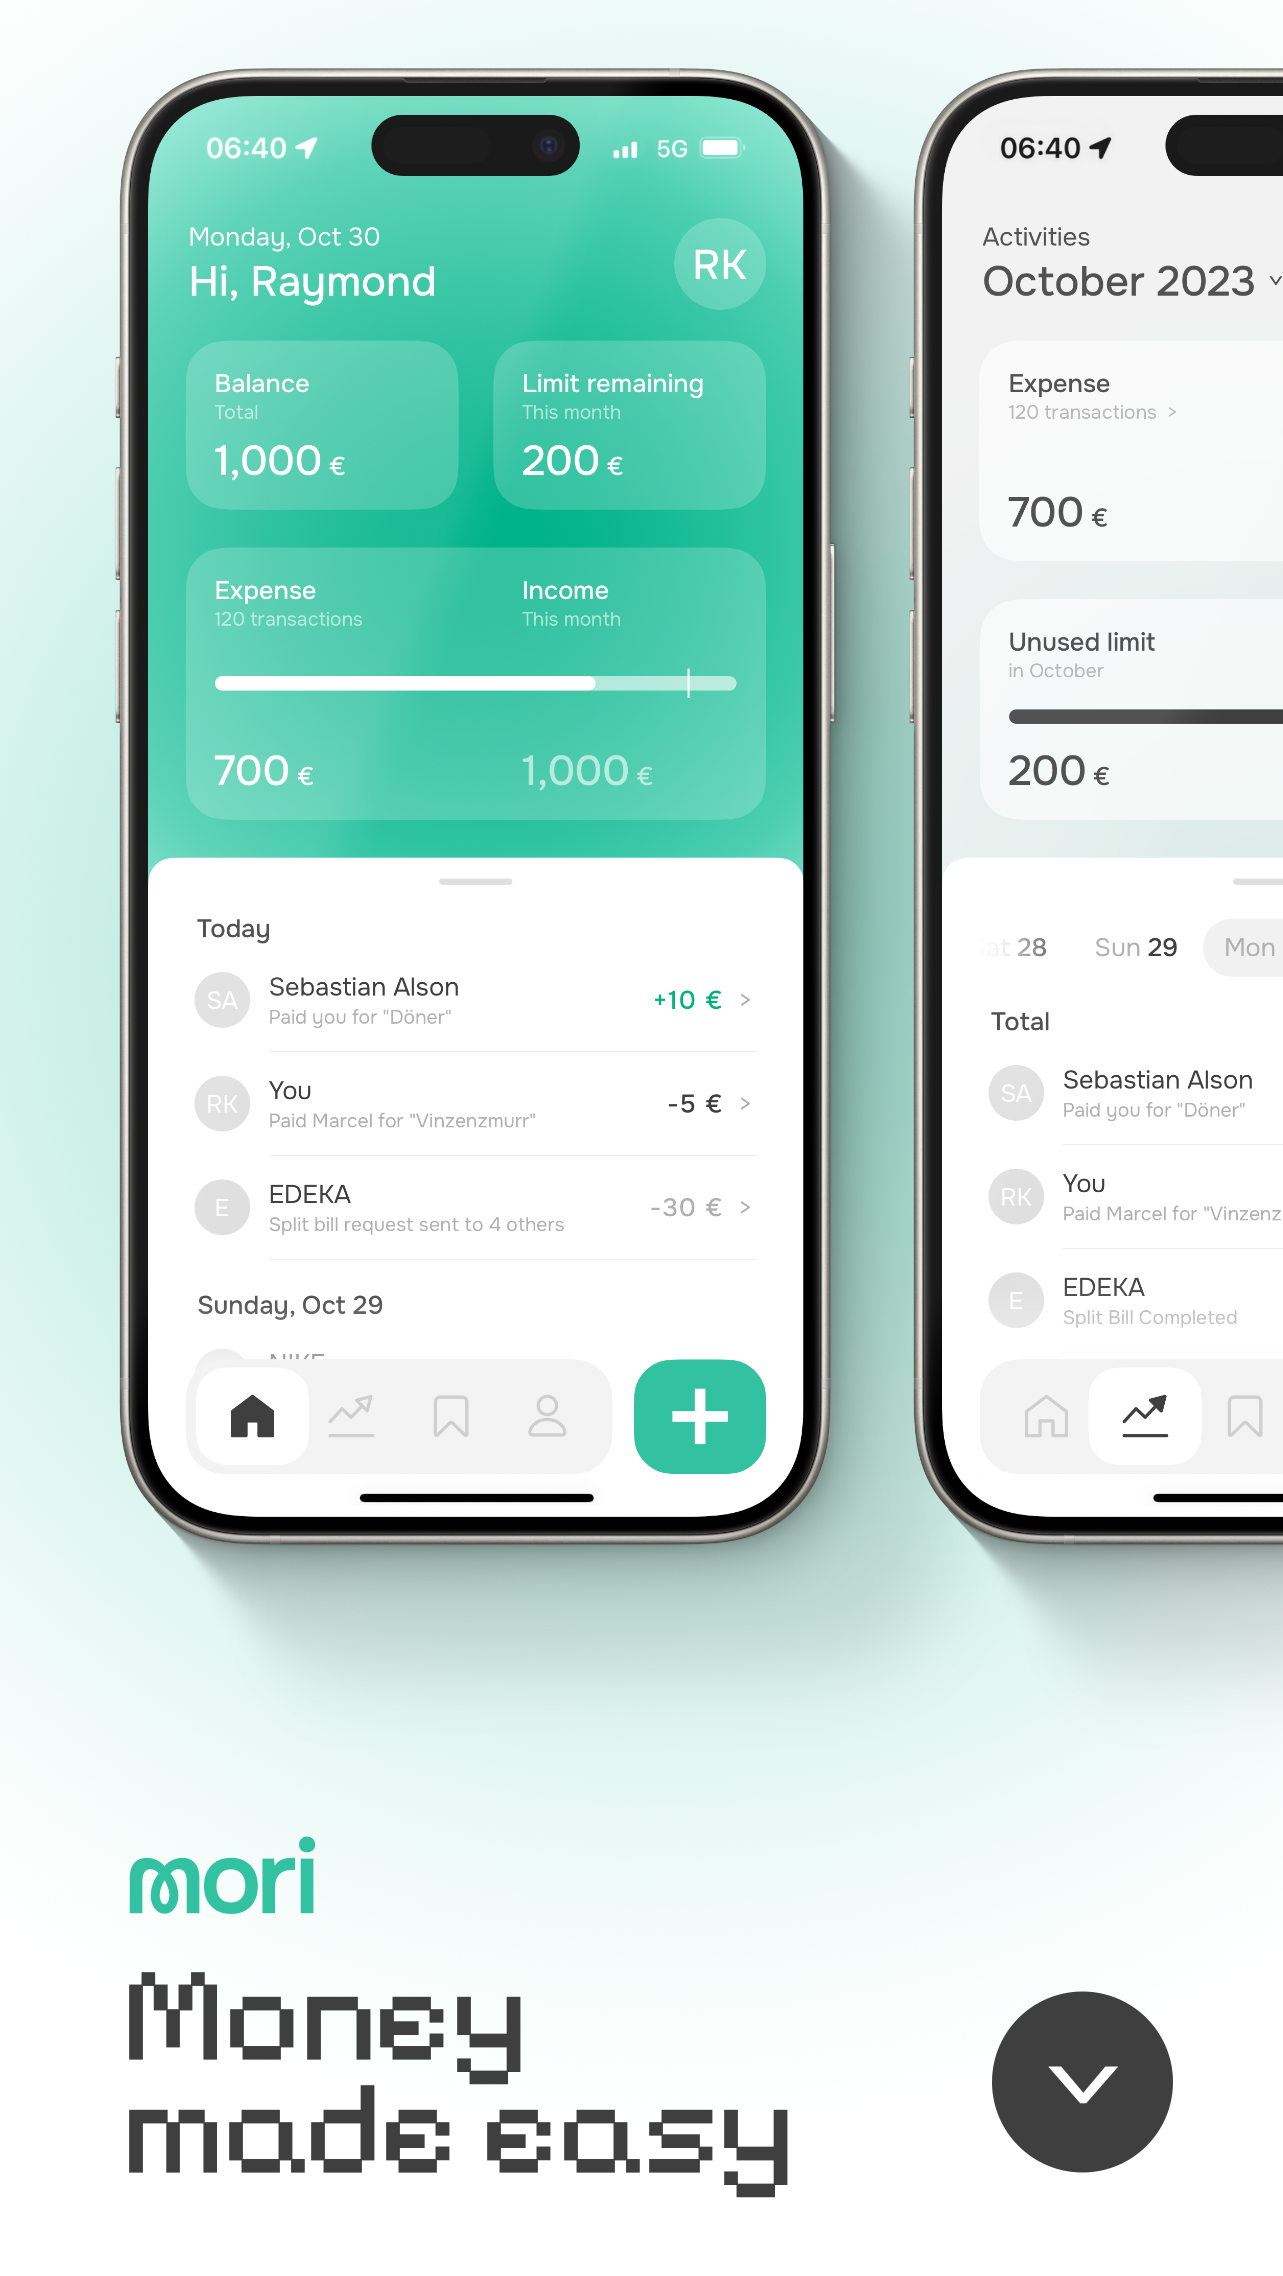 06:40
5G
Monday, Oct 30
Hi, Raymond
RK
Balance
Total
1,000 €
Limit remaining
This month
200 €
Expense
120 transactions
Income
This month
700 €
1,000 €
Today
SA
Sebastian Alson
Paid you for "Döner"
+10 €
RK
You
Paid Marcel for "Vinzenzmurr"
-5 €
E
EDEKA
Split bill request sent to 4 others
-30 €
Sunday, Oct 29
06:40
Activities
October 2023
Expense
120 transactions >
700 €
Unused limit
in October
200 €
28
Sun 29
Mon
Total
SA
Sebastian Alson
Paid you for "Döner"
RK
You
Paid Marcel for
E
EDEKA
Split Bill Completed
mori
Money
made easy